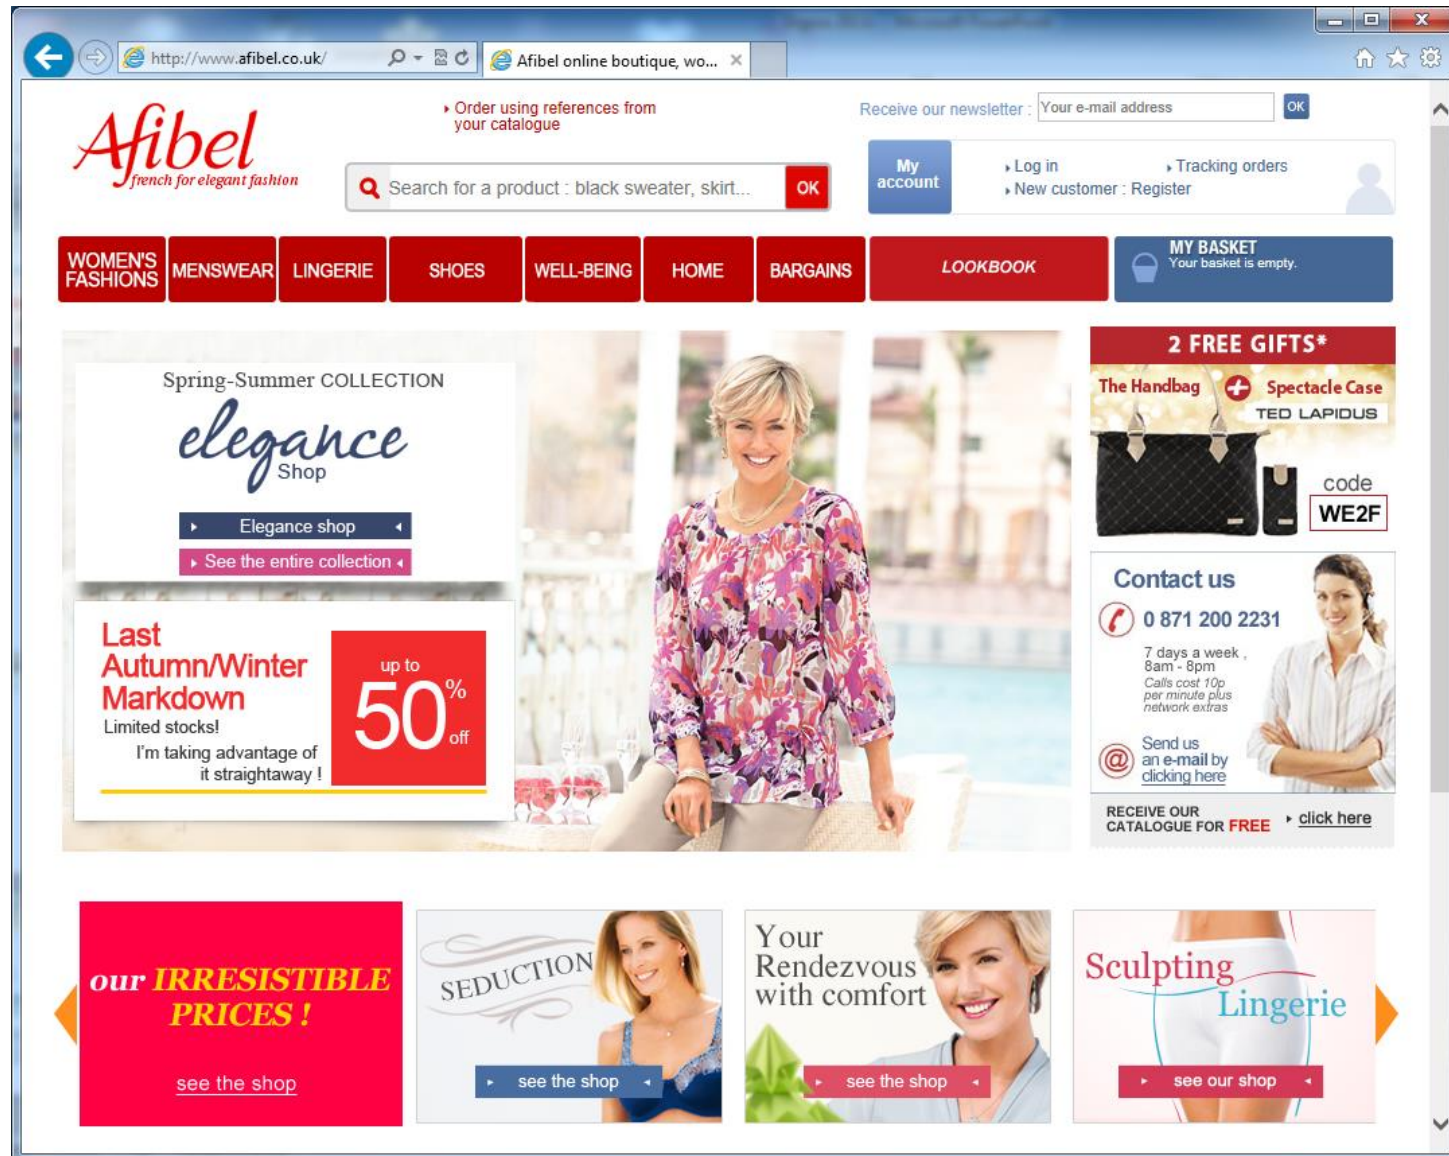 http://www.afibel.co.uk/
Afibel online boutique, wo...
Afibel
french for elegant fashion
Order using references from
your catalogue
Receive our newsletter :
Your e-mail address
OK
Search for a product : black sweater, skirt...
OK
My
account
Log in
Tracking orders
New customer : Register
WOMEN'S
FASHIONS
MENSWEAR
LINGERIE
SHOES
WELL-BEING
HOME
BARGAINS
LOOKBOOK
MY BASKET
Your basket is empty.
Spring-Summer COLLECTION
elegance
Shop
Elegance shop
See the entire collection
Last
Autumn/Winter
Markdown
Limited stocks!
I'm taking advantage of
it straightaway !
up to
50%
off
2 FREE GIFTS*
The Handbag + Spectacle Case
TED LAPIDUS
code
WE2F
Contact us
0 871 200 2231
7 days a week ,
8am - 8pm
Calls cost 10p
per minute plus
network extras
@
Send us
an e-mail by
clicking here
RECEIVE OUR
CATALOGUE FOR FREE
click here
our IRRESISTIBLE
PRICES !
see the shop
SEDUCTION
see the shop
Your
Rendezvous
with comfort
see the shop
Sculpting
Lingerie
see our shop